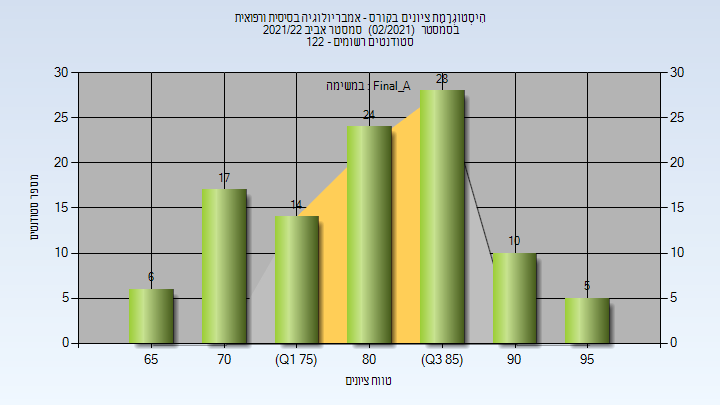 היסטוגרמת ציונים בקורס - אמבריולוגיה בסיסית ורפואית
בסמסטר (02/2021) סמסטר אביב 2021/22
סטודנטים רשומים - 122
במשימה : Final_A
מספר סטודנטים
30 30
25 25
20 20
15 15
10 10
5 5
0 0
6 17 14 24 28 10 5
65 70 (Q1 75) 80 (Q3 85) 90 95
טווח ציונים